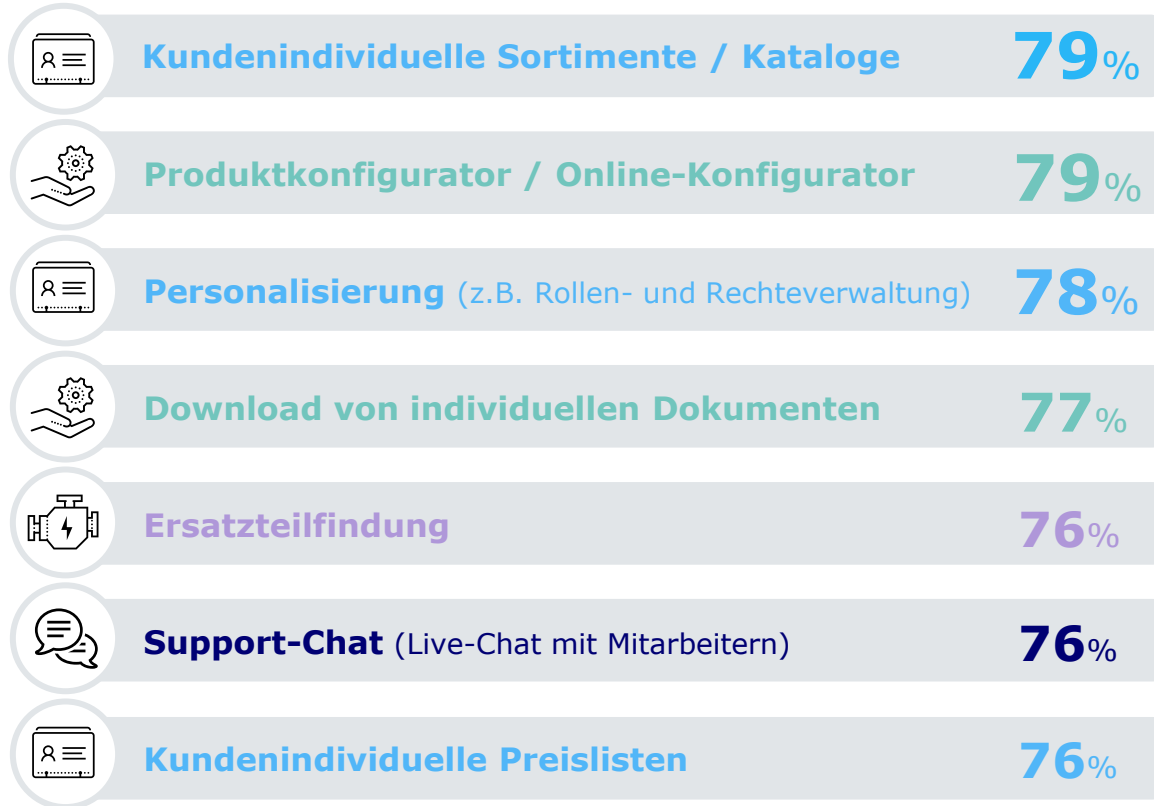 Kundenindividuelle Sortimente / Kataloge 79%
Produktkonfigurator / Online-Konfigurator 79%
Personalisierung (z.B. Rollen- und Rechteverwaltung) 78%
Download von individuellen Dokumenten 77%
Ersatzteilfindung 76%
Support-Chat (Live-Chat mit Mitarbeitern) 76%
Kundenindividuelle Preislisten 76%